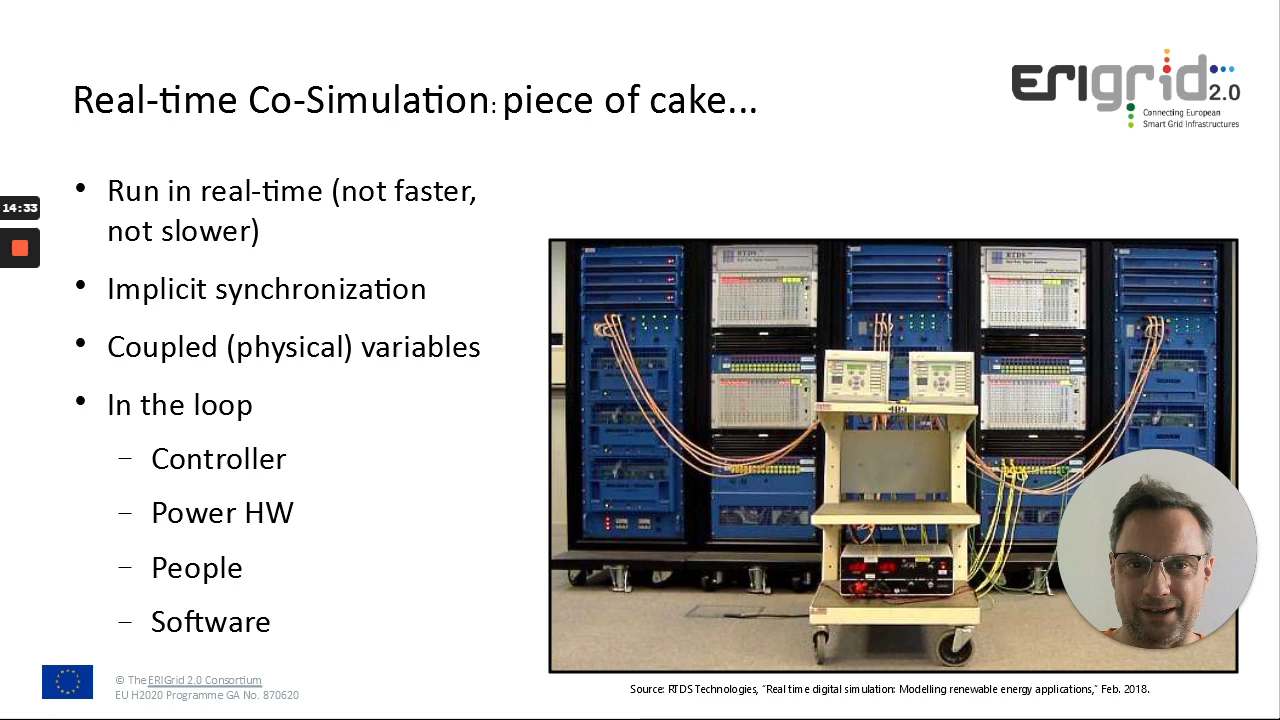 Real-time Co-Simulation: piece of cake...
ERIGrid 2.0
Connecting European
Smart Grid Infrastructures
14:33
• Run in real-time (not faster,
not slower)
• Implicit synchronization
• Coupled (physical) variables
• In the loop
– Controller
– Power HW
– People
– Software
RTDS
RTDS
483
© The ERIGrid 2.0 Consortium
EU H2020 Programme GA No. 870620
Source: RTDS Technologies, "Real time digital simulation: Modeling renewable energy applications," Feb. 2018.